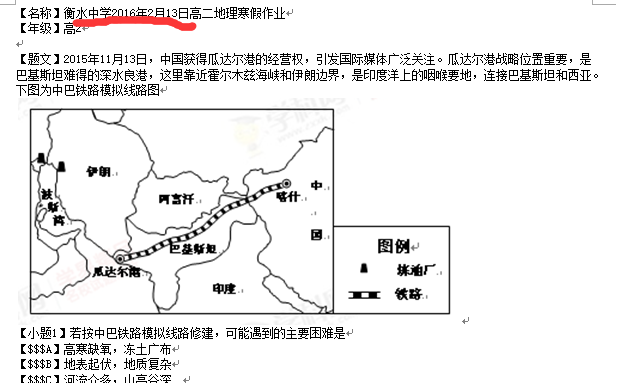 【名称】衡水中学2016年2月13日高二地理寒假作业
【年级】高2
【题文】2015年11月13日，中国获得瓜达尔港的经营权，引发国际媒体广泛关注。瓜达尔港战略位置重要，是
巴基斯坦难得的深水良港，这里靠近霍尔木兹海峡和伊朗边界，是印度洋上的咽喉要地，连接巴基斯坦和西亚。
下图为中巴铁路模拟线路图
伊朗
阿富汗
喀什
中国
波斯湾
巴基斯坦
瓜达尔港
印度
图例
炼油厂
铁路
【小题1】若按中巴铁路模拟线路修建，可能遇到的主要困难是
【$$$A】高寒缺氧，冻土广布
【$$$B】地表起伏，地质复杂
【$$$C】河流众多，山高谷深